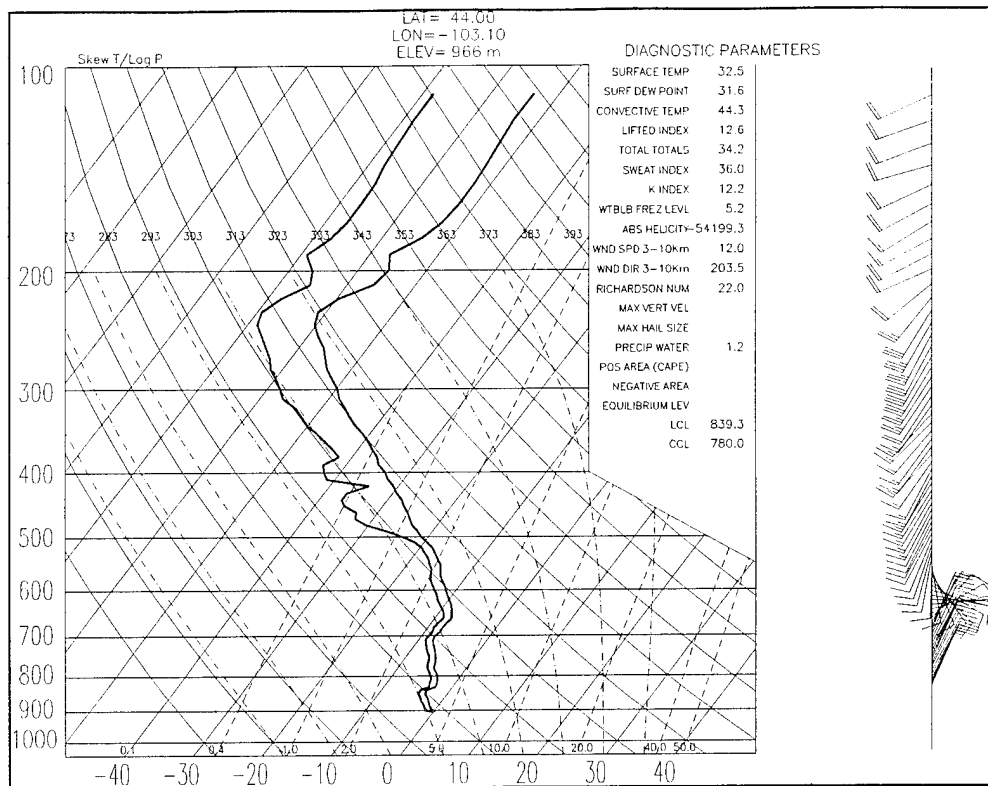 LAT= 44.00
LON=-103.10
ELEV= 966 m
Skew T/Log P
DIAGNOSTIC PARAMETERS
SURFACE TEMP 32.5
SURF DEW POINT 31.6
CONVECTIVE TEMP 44.3
LIFTED INDEX 12.6
TOTAL TOTALS 34.2
SWEAT INDEX 36.0
K INDEX 12.2
WTBLB FREZ LEVL 5.2
ABS HELICITY-54199.3
WND SPD 3-10Km 12.0
WND DIR 3-10Km 203.5
RICHARDSON NUM 22.0
MAX VERT VEL
MAX HAIL SIZE
PRECIP WATER 1.2
POS AREA (CAPE)
NEGATIVE AREA
EQUILIBRIUM LEV
LCL 839.3
CCL 780.0
100
73 283 293 303 313 323 333 343 353 363 373 383 393
200
300
400
500
600
700
800
900
1000
0.1 0.4 1.0 2.0 5.0 10.0 20.0 40.0 50.0
-40 -30 -20 -10 0 10 20 30 40